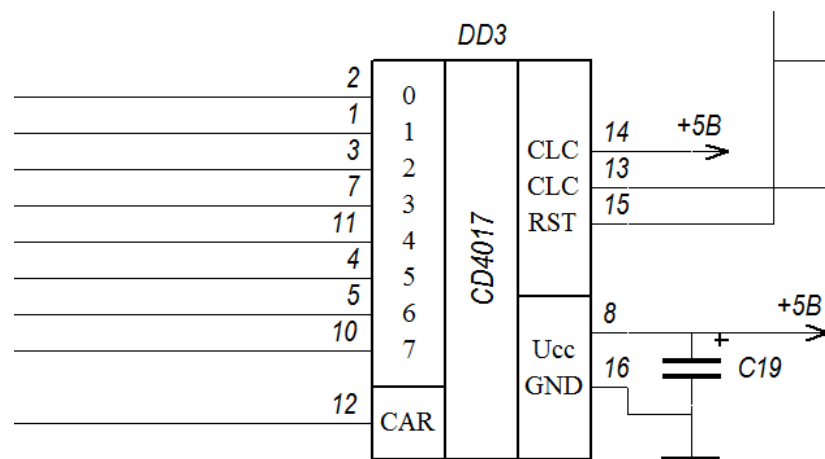 DD3
2 0
1 1
3 2
7 3
11 4
4 5
5 6
10 7
12 CAR
CD4017
CLC 14 +5В
CLC 13
RST 15
Ucc 8 +5В
GND 16
+ C19